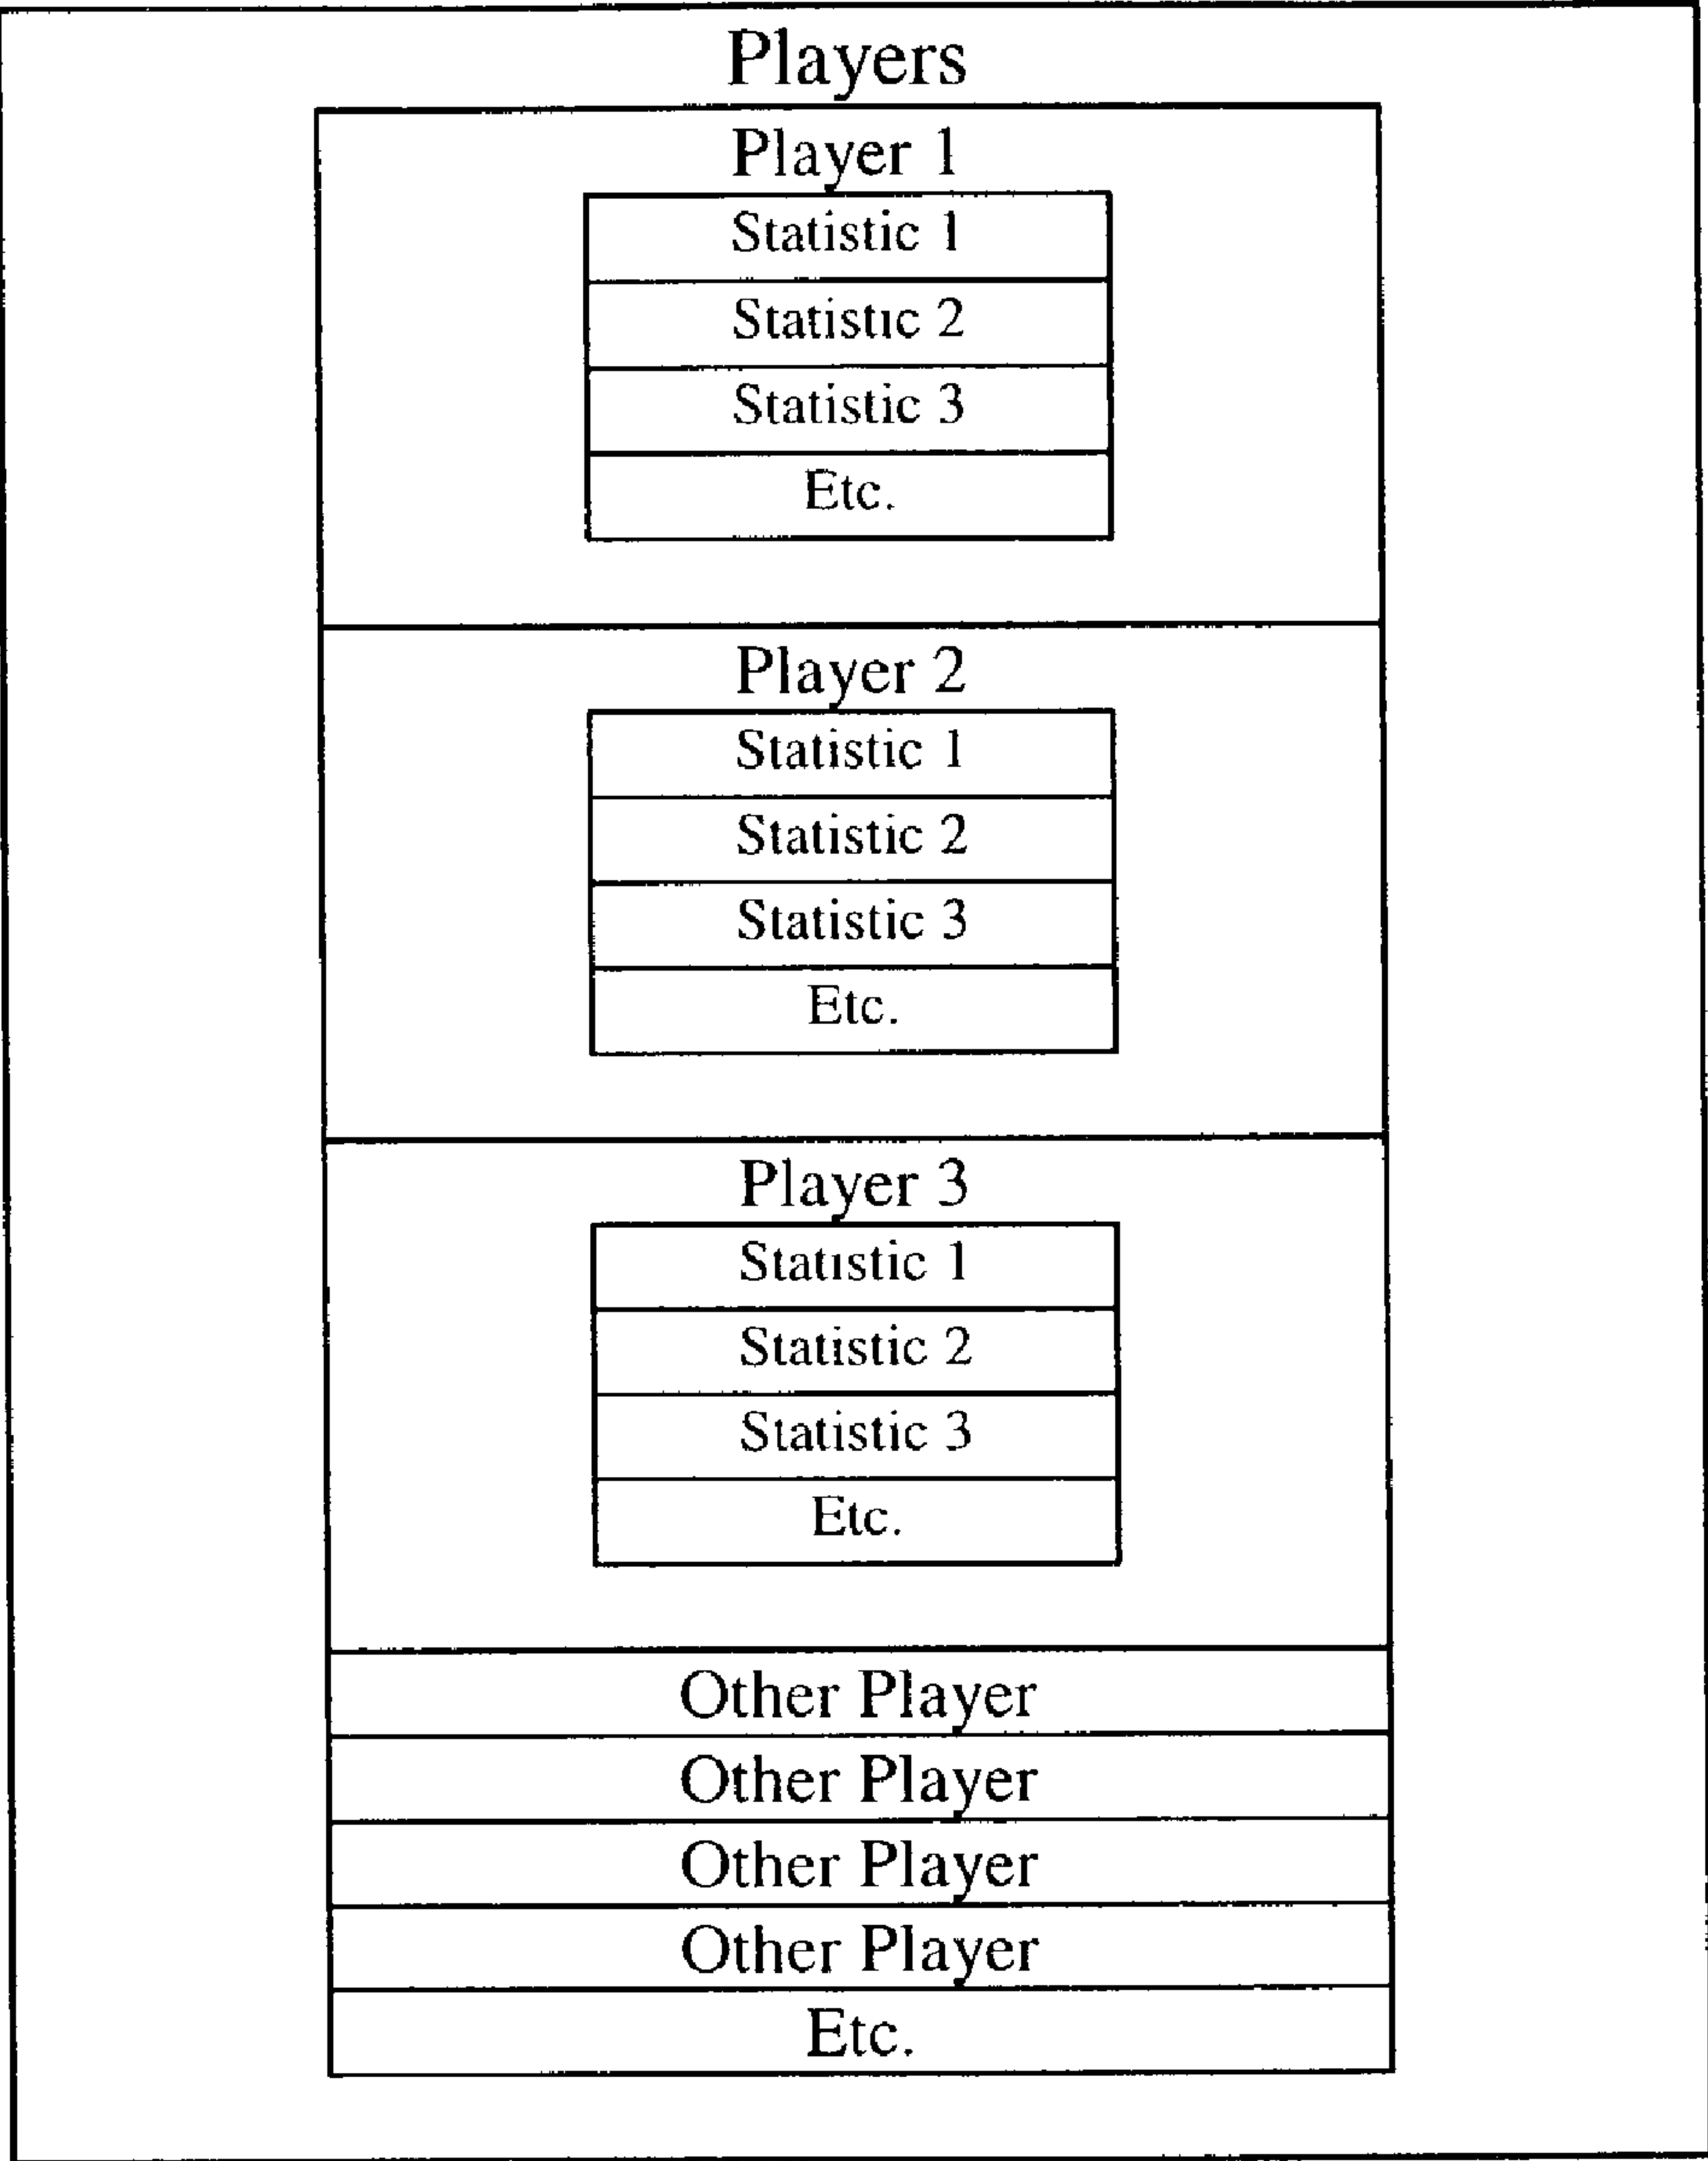 Players
Player 1
Statistic 1
Statistic 2
Statistic 3
Etc.
Player 2
Statistic 1
Statistic 2
Statistic 3
Etc.
Player 3
Statistic 1
Statistic 2
Statistic 3
Etc.
Other Player
Other Player
Other Player
Other Player
Etc.